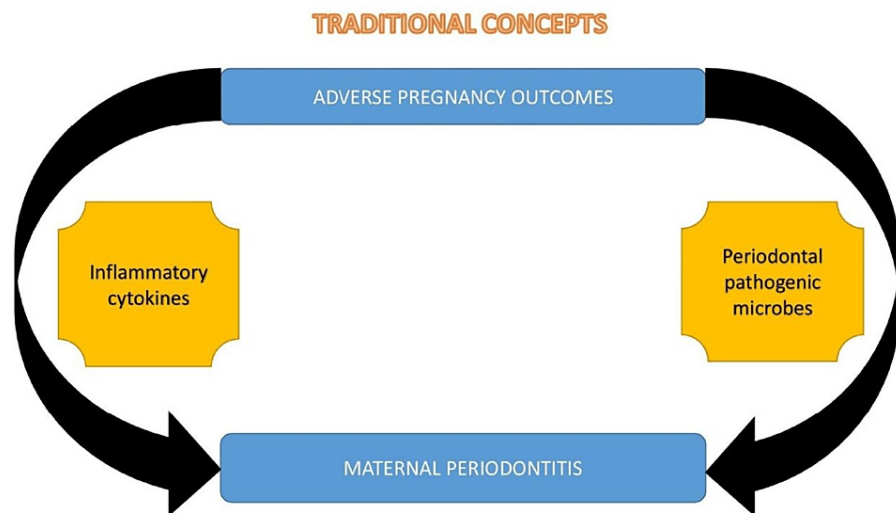 TRADITIONAL CONCEPTS
ADVERSE PREGNANCY OUTCOMES
Inflammatory
cytokines
Periodontal
pathogenic
microbes
MATERNAL PERIODONTITIS